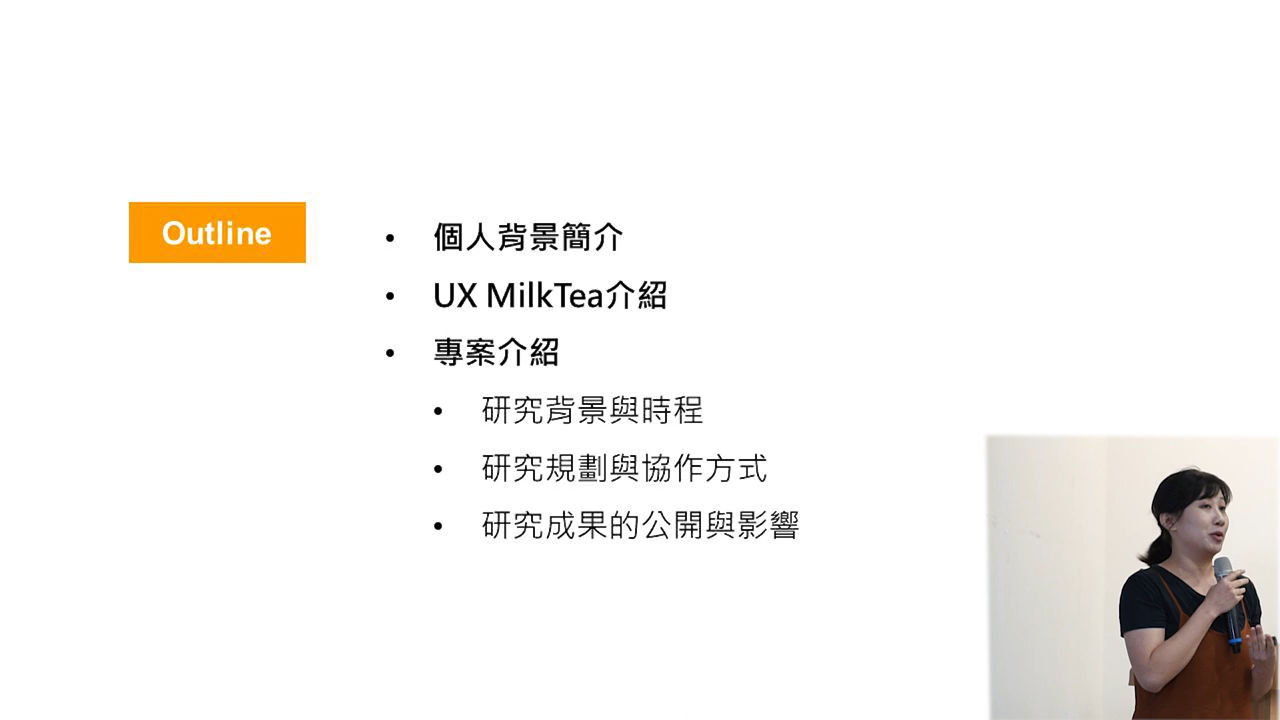 Outline
個人背景簡介
UX MilkTea介紹
專案介紹
研究背景與時程
研究規劃與協作方式
研究成果的公開與影響